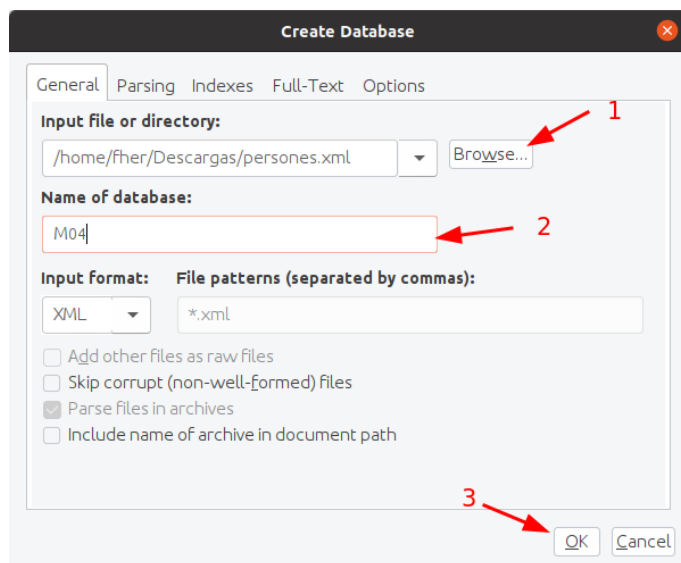 Create Database
General Parsing Indexes Full-Text Options
1
Input file or directory:
/home/fher/Descargas/persones.xml Browse...
Name of database:
2
M04
Input format: File patterns (separated by commas):
XML *.xml
Add other files as raw files
Skip corrupt (non-well-formed) files
Parse files in archives
Include name of archive in document path
3
OK Cancel